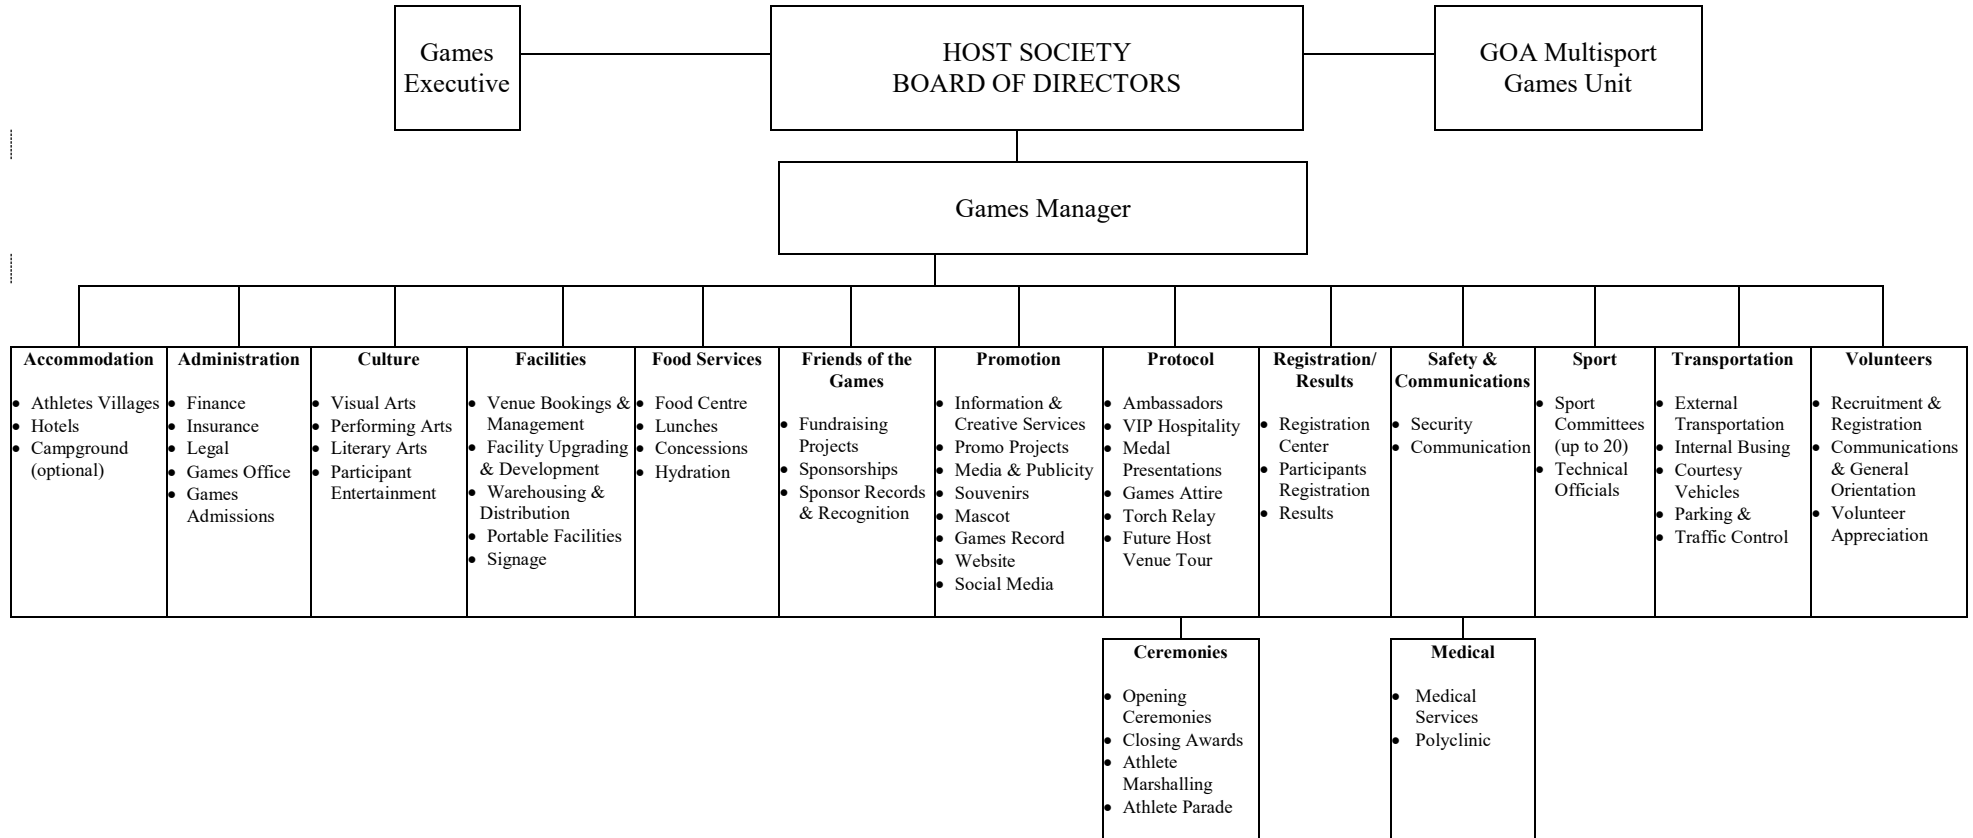 Games
Executive
HOST SOCIETY
BOARD OF DIRECTORS
GOA Multisport
Games Unit
Games Manager
Accommodation
• Athletes Villages
• Hotels
• Campground
(optional)
Administration
• Finance
• Insurance
• Legal
• Games Office
• Games
Admissions
Culture
• Visual Arts
• Performing Arts
• Literary Arts
• Participant
Entertainment
Facilities
• Venue Bookings &
Management
• Facility Upgrading
& Development
• Warehousing &
Distribution
• Portable Facilities
• Signage
Food Services
• Food Centre
• Lunches
• Concessions
• Hydration
Friends of the
Games
• Fundraising
Projects
• Sponsorships
• Sponsor Records
& Recognition
Promotion
• Information &
Creative Services
• Promo Projects
• Media & Publicity
• Souvenirs
• Mascot
• Games Record
• Website
• Social Media
Protocol
• Ambassadors
• VIP Hospitality
• Medal
Presentations
• Games Attire
• Torch Relay
• Future Host
Venue Tour
Registration/
Results
• Registration
Center
• Participants
Registration
• Results
Safety &
Communications
• Security
• Communication
Sport
• Sport
Committees
(up to 20)
• Technical
Officials
Transportation
• External
Transportation
• Internal Busing
• Courtesy
Vehicles
• Parking &
• Traffic Control
Volunteers
• Recruitment &
Registration
• Communications
& General
Orientation
• Volunteer
Appreciation
Ceremonies
• Opening
Ceremonies
• Closing Awards
• Athlete
Marshalling
• Athlete Parade
Medical
• Medical
Services
• Polyclinic